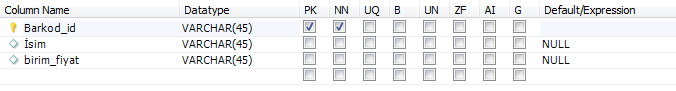 Column Name Datatype PK NN UQ B UN ZF AI G Default/Expression
Barkod_id VARCHAR(45)
İsim VARCHAR(45) NULL
birim_fiyat VARCHAR(45) NULL